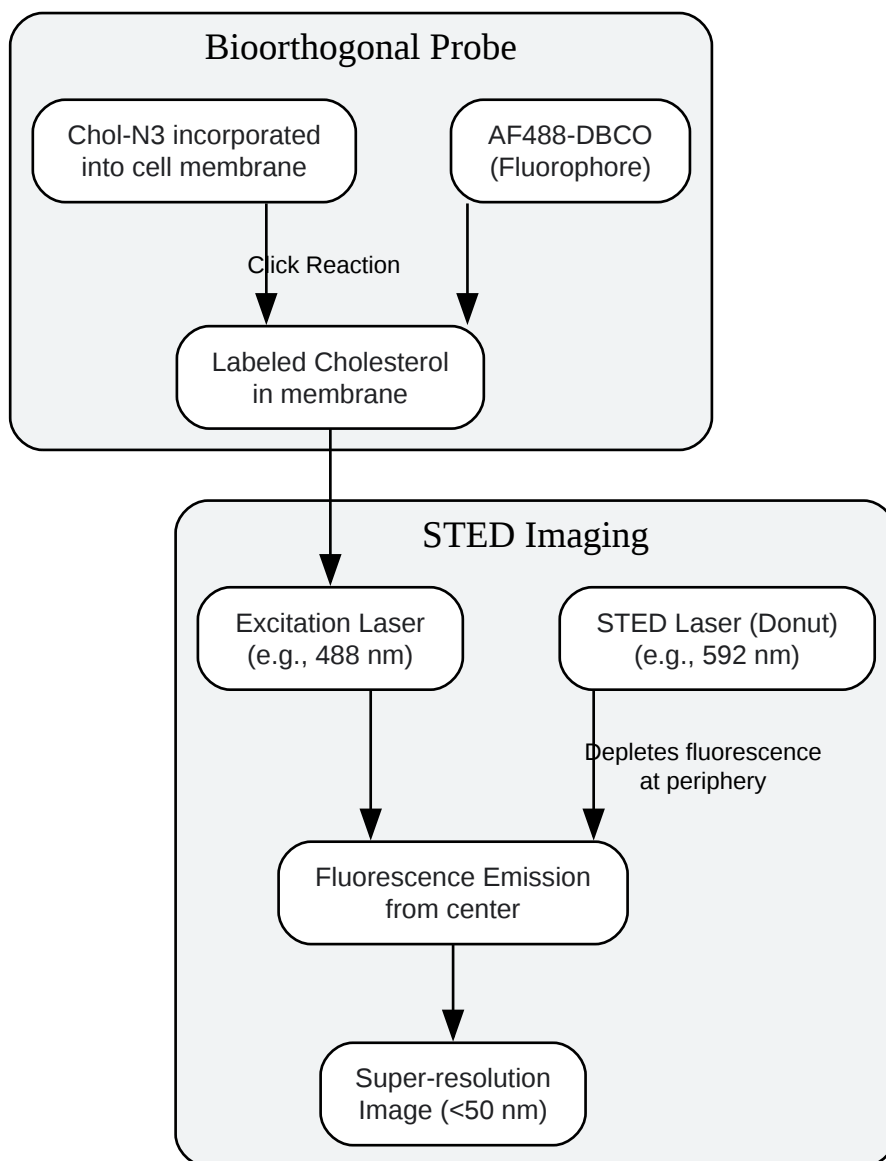 Bioorthogonal Probe
Chol-N3 incorporated
into cell membrane
AF488-DBCO
(Fluorophore)
Click Reaction
Labeled Cholesterol
in membrane
STED Imaging
Excitation Laser
(e.g., 488 nm)
STED Laser (Donut)
(e.g., 592 nm)
Depletes fluorescence
at periphery
Fluorescence Emission
from center
Super-resolution
Image (<50 nm)